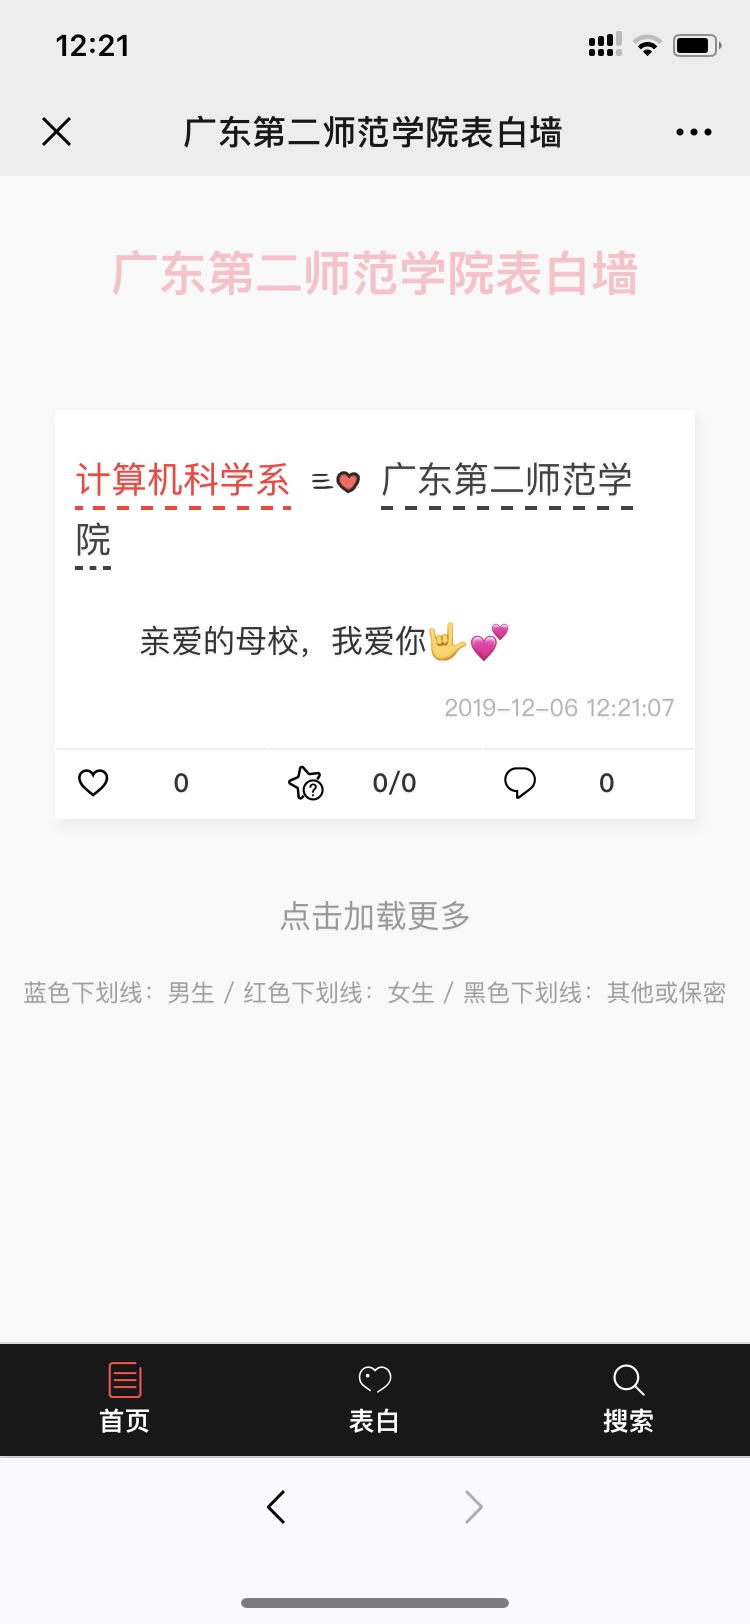 12:21
广东第二师范学院表白墙
广东第二师范学院表白墙
计算机科学系 广东第二师范学
院
亲爱的母校，我爱你🤟💕
2019-12-06 12:21:07
0 0/0 0
点击加载更多
蓝色下划线：男生 / 红色下划线：女生 / 黑色下划线：其他或保密
首页 表白 搜索